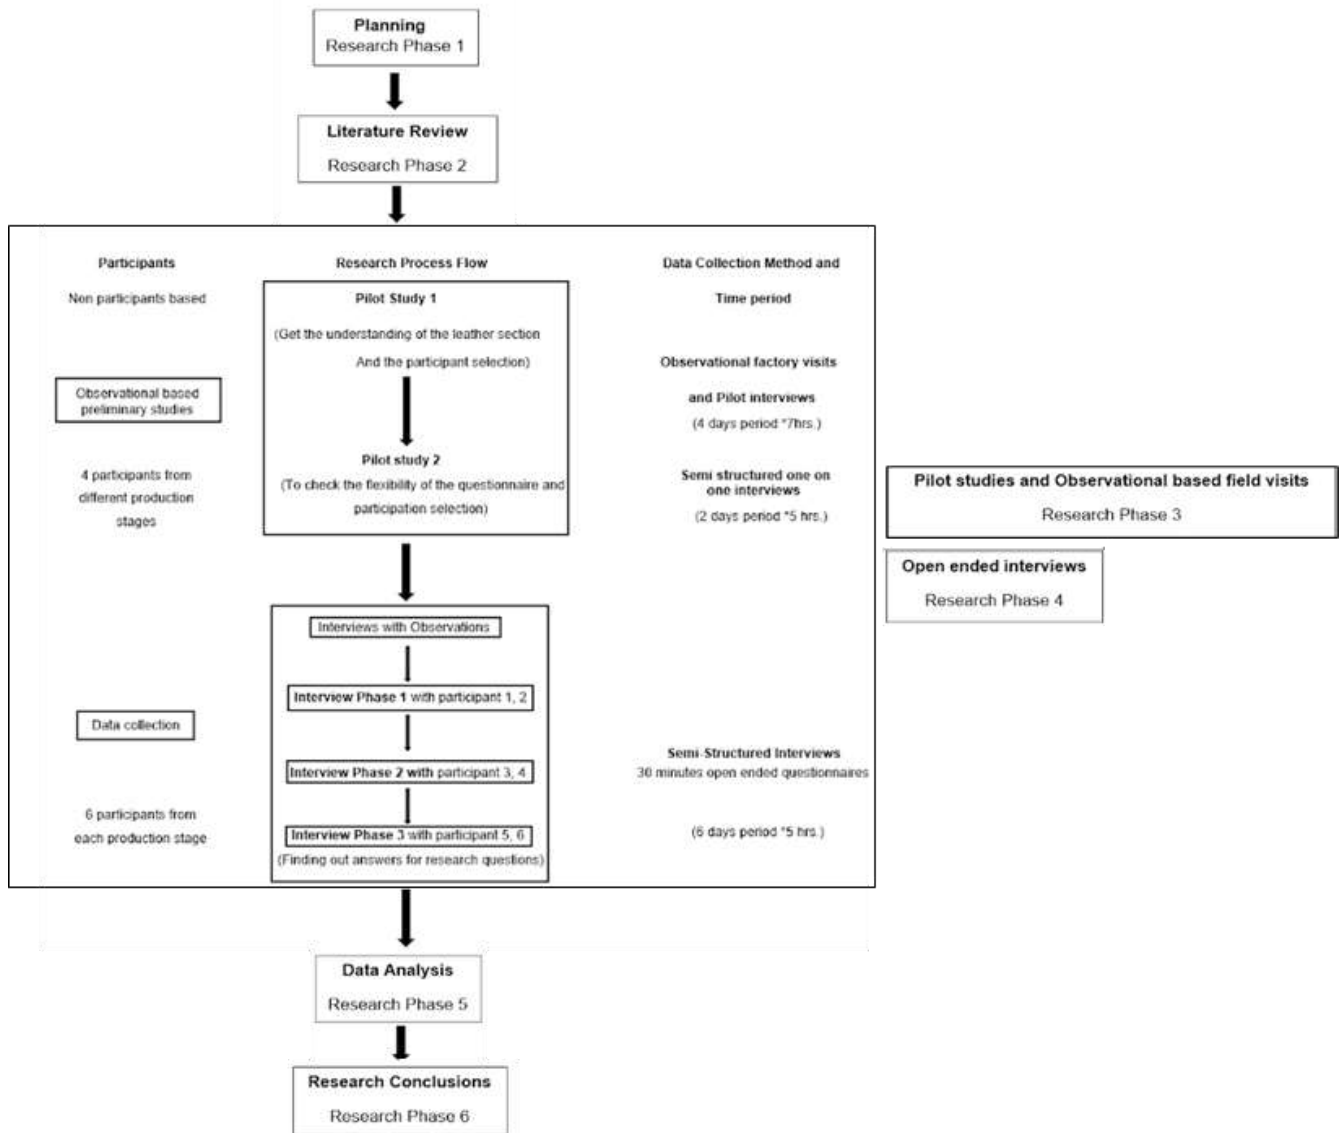 Planning
Research Phase 1
Literature Review
Research Phase 2
Participants
Research Process Flow
Data Collection Method and
Non participants based
Pilot Study 1
Time period
(Get the understanding of the leather section
And the participant selection)
Observational factory visits
Observational based
preliminary studies
and Pilot interviews
(4 days period *7hrs.)
Pilot study 2
4 participants from
different production
stages
(To check the flexibility of the questionnaire and
participation selection)
Semi structured one on
one interviews
(2 days period *5 hrs.)
Pilot studies and Observational based field visits
Research Phase 3
Open ended interviews
Research Phase 4
Interviews with Observations
Interview Phase 1 with participant 1, 2
Data collection
Interview Phase 2 with participant 3, 4
Semi-Structured Interviews
30 minutes open ended questionnaires
6 participants from
each production stage
Interview Phase 3 with participant 5, 6
(Finding out answers for research questions)
(6 days period *5 hrs.)
Data Analysis
Research Phase 5
Research Conclusions
Research Phase 6